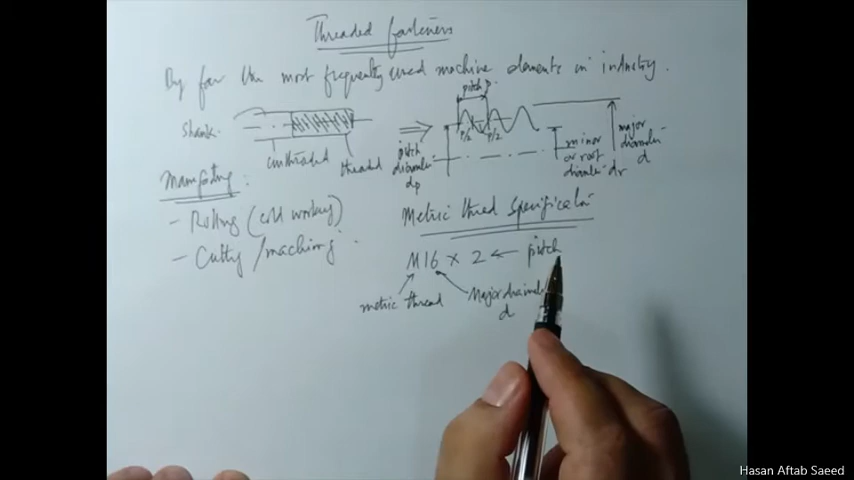 Threaded fasteners
By far the most frequently used machine elements in industry.
pitch p
shank
unthreaded
threaded
p/2 p/2
pitch diameter dp
minor or root diameter dr
major diameter d
- Rolling (cold working)
- Cutting/machining
Metric thread specification
M16 x 2 ← pitch
metric thread
Major diameter d
Hasan Aftab Saeed